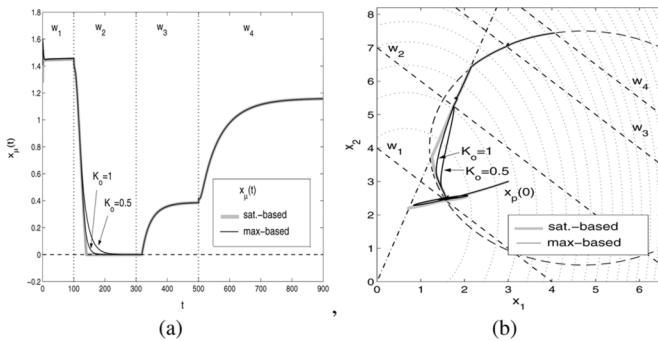 (a)
1.8
1.6
1.4
1.2
1
0.8
0.6
0.4
0.2
0
-0.2
x_μ(t)
w_1
w_2
w_3
w_4
K_o=1
K_o=0.5
x_μ(t)
sat.-based
max-based
0 100 200 300 400 500 600 700 800 900
t
(a)
,
(b)
8
7
6
5
4
3
2
1
0
x_2
w_2
w_1
w_4
w_3
K_o=1
K_o=0.5
x_p(0)
sat.-based
max-based
0 1 2 3 4 5 6
x_1
(b)